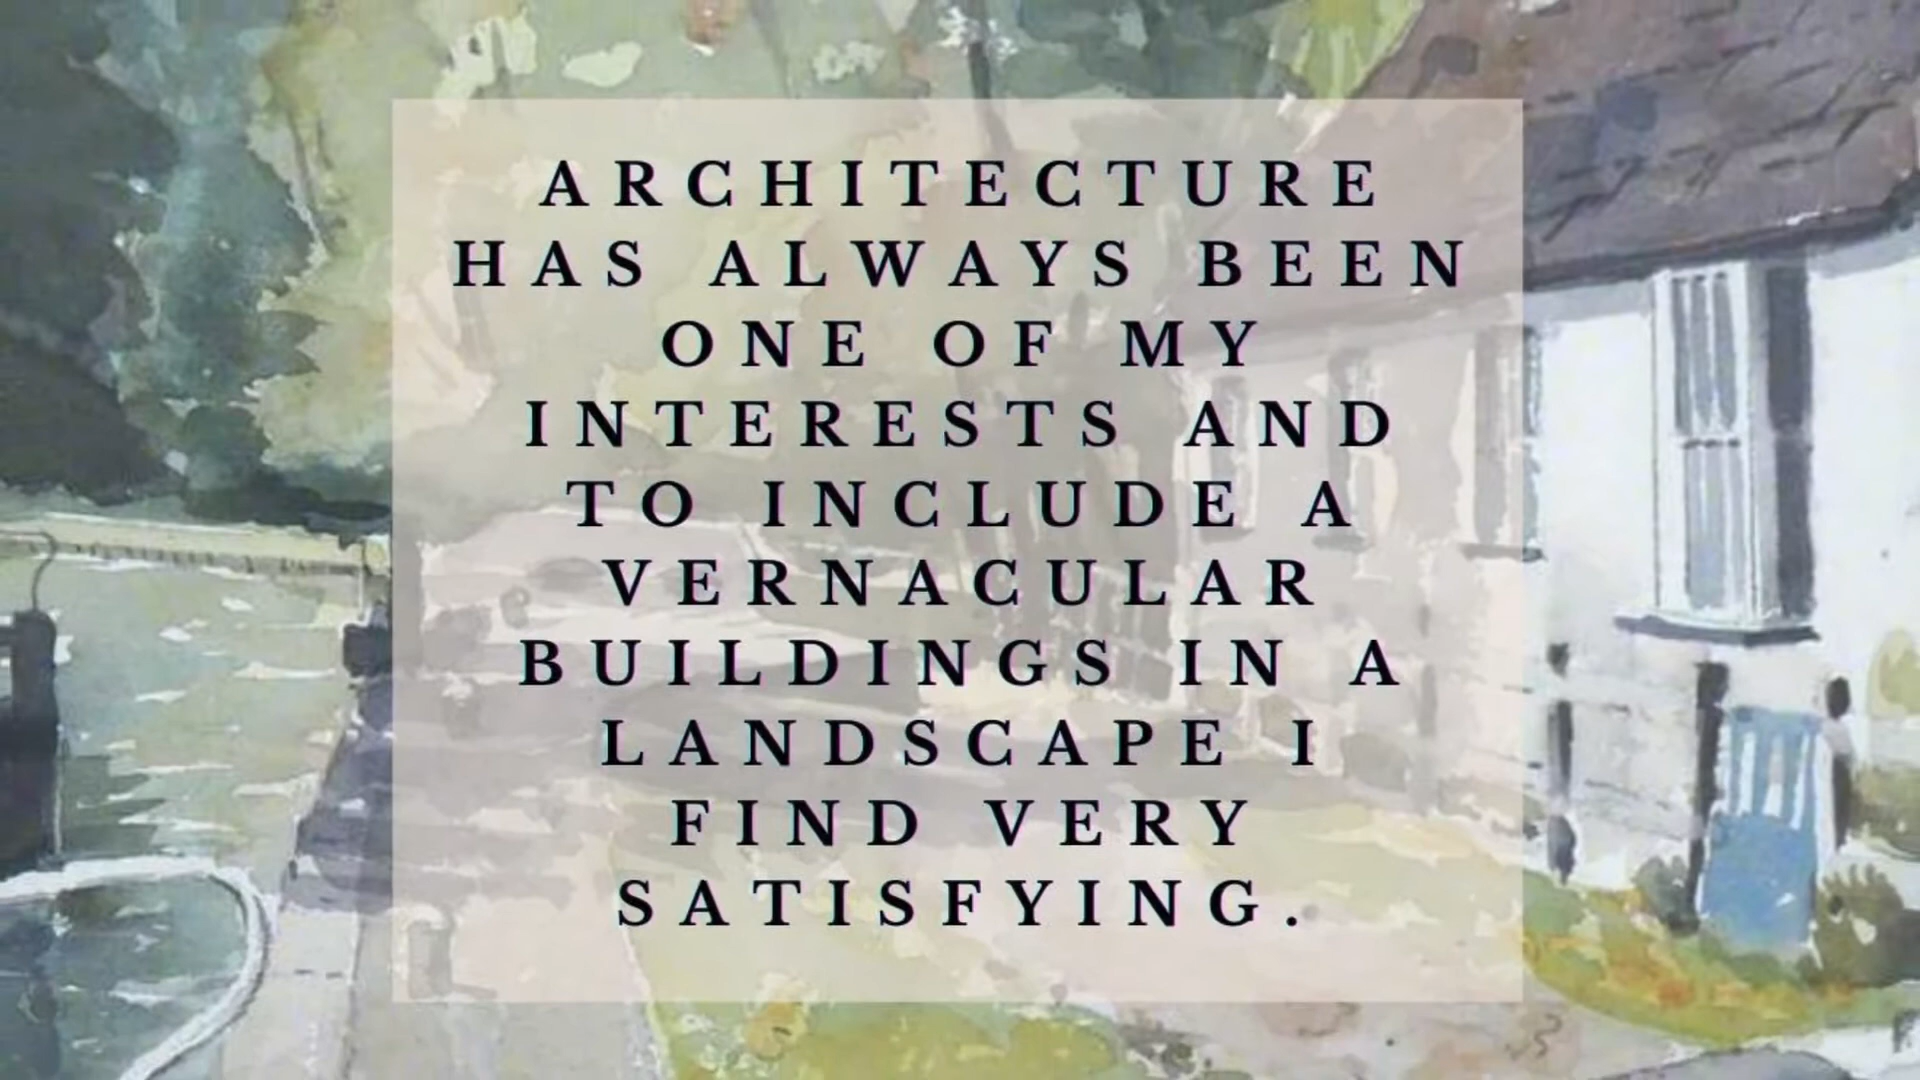 ARCHITECTURE
HAS ALWAYS BEEN
ONE OF MY
INTERESTS AND
TO INCLUDE A
VERNACULAR
BUILDINGS IN A
LANDSCAPE I
FIND VERY
SATISFYING.